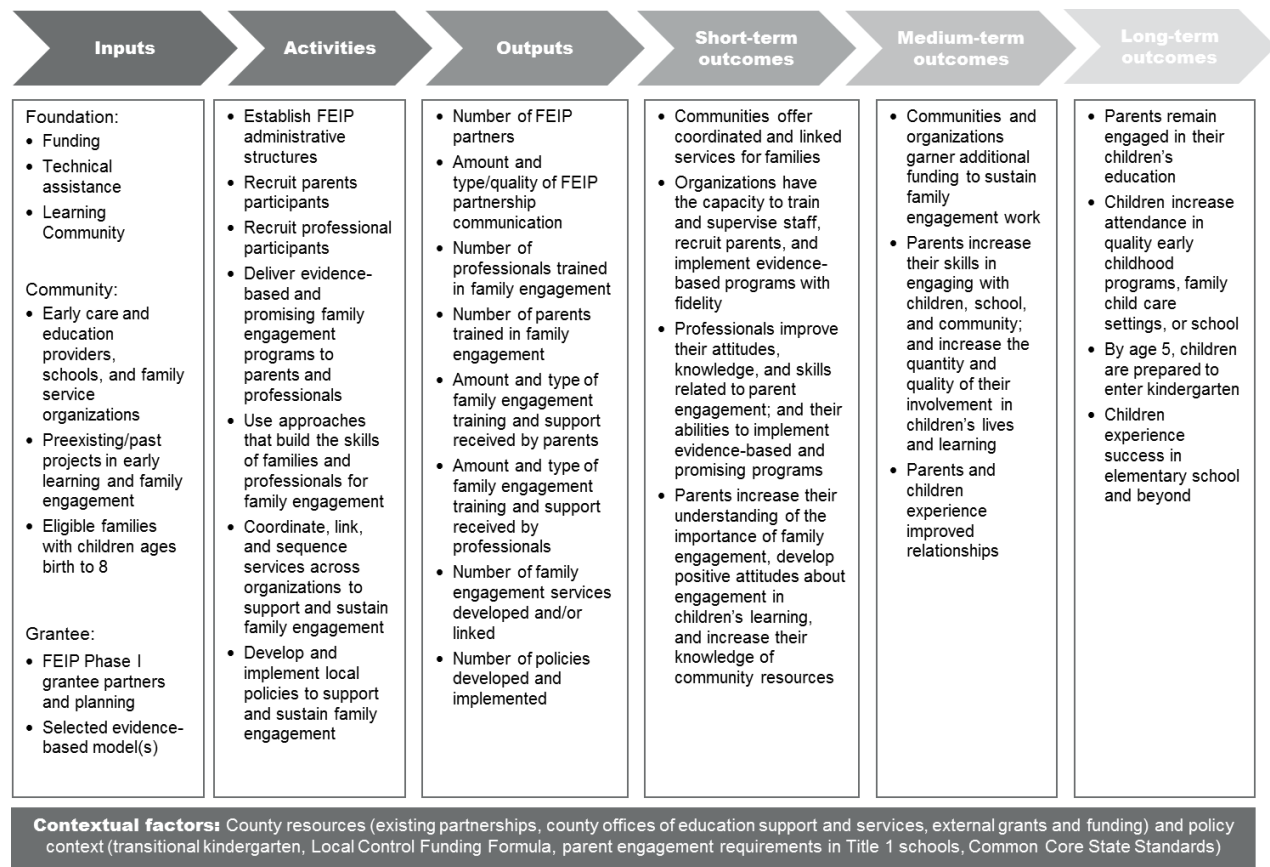 Inputs
Activities
Outputs
Short-term
outcomes
Medium-term
outcomes
Long-term
outcomes
Foundation:
• Funding
• Technical
assistance
• Learning
Community
Community:
• Early care and
education
providers,
schools, and family
service
organizations
• Preexisting/past
projects in early
learning and family
engagement
• Eligible families
with children ages
birth to 8
Grantee:
• FEIP Phase I
grantee partners
and planning
• Selected evidence-
based model(s)
• Establish FEIP
administrative
structures
• Recruit parents
participants
• Recruit professional
participants
• Deliver evidence-
based and
promising family
engagement
programs to
parents and
professionals
• Use approaches
that build the skills
of families and
professionals for
family engagement
• Coordinate, link,
and sequence
services across
organizations to
support and sustain
family engagement
• Develop and
implement local
policies to support
and sustain family
engagement
• Number of FEIP
partners
• Amount and
type/quality of FEIP
partnership
communication
• Number of
professionals trained
in family engagement
• Number of parents
trained in family
engagement
• Amount and type of
family engagement
training and support
received by parents
• Amount and type of
family engagement
training and support
received by
professionals
• Number of family
engagement services
developed and/or
linked
• Number of policies
developed and
implemented
• Communities offer
coordinated and linked
services for families
• Organizations have
the capacity to train
and supervise staff,
recruit parents, and
implement evidence-
based programs with
fidelity
• Professionals improve
their attitudes,
knowledge, and skills
related to parent
engagement; and their
abilities to implement
evidence-based and
promising programs
• Parents increase their
understanding of the
importance of family
engagement, develop
positive attitudes about
engagement in
children's learning,
and increase their
knowledge of
community resources
• Communities and
organizations
garner additional
funding to sustain
family
engagement work
• Parents increase
their skills in
engaging with
children, school,
and community;
and increase the
quantity and
quality of their
involvement in
children's lives
and learning
• Parents and
children
experience
improved
relationships
• Parents remain
engaged in their
children's
education
• Children increase
attendance in
quality early
childhood
programs, family
child care
settings, or school
• By age 5, children
are prepared to
enter kindergarten
• Children
experience
success in
elementary school
and beyond
Contextual factors: County resources (existing partnerships, county offices of education support and services, external grants and funding) and policy
context (transitional kindergarten, Local Control Funding Formula, parent engagement requirements in Title 1 schools, Common Core State Standards)